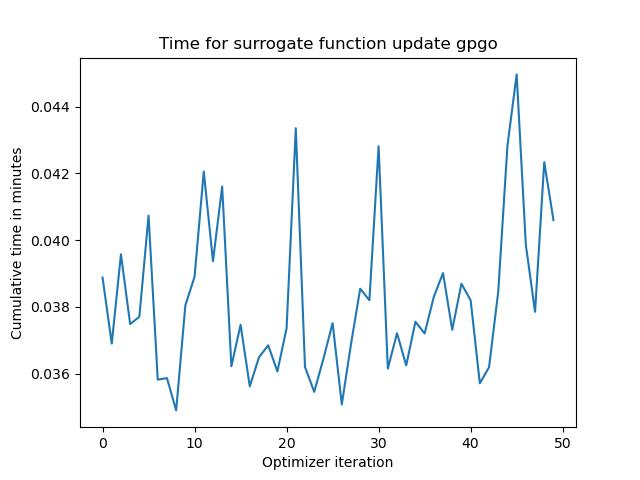 Time for surrogate function update gpgo
0.044
0.042
0.040
0.038
0.036
Cumulative time in minutes
0 10 20 30 40 50
Optimizer iteration